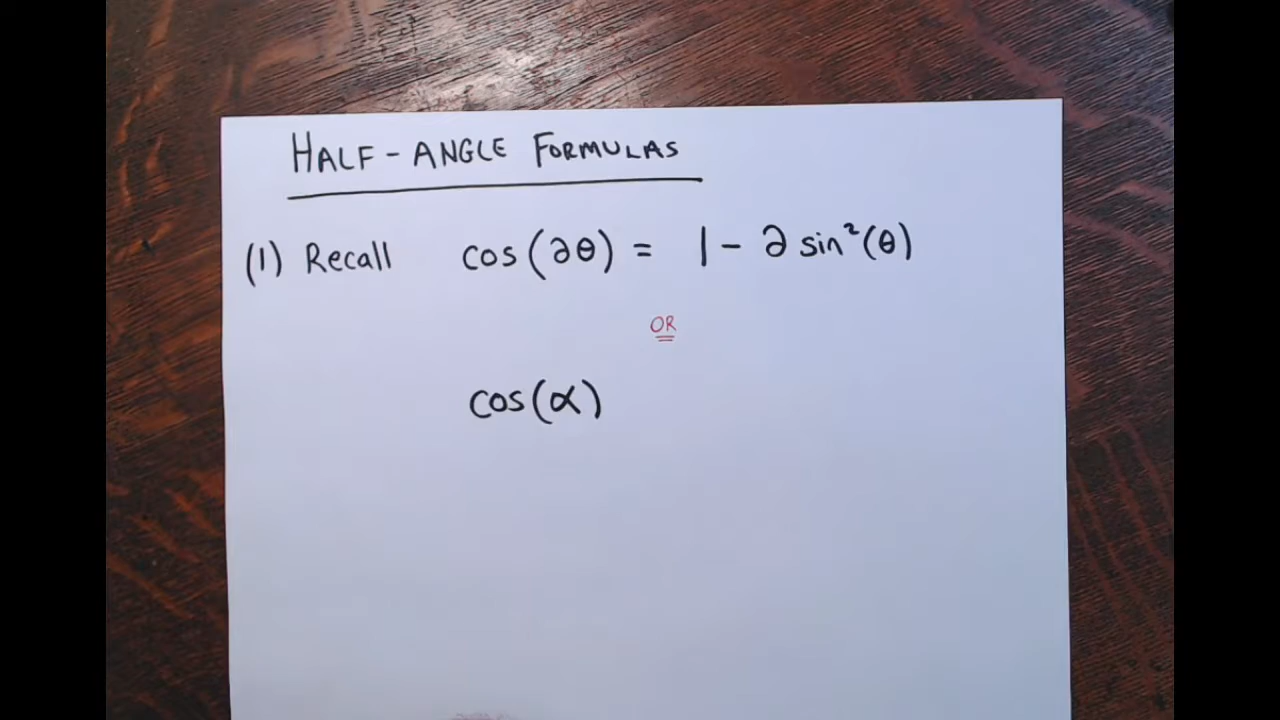 HALF-ANGLE FORMULAS
(1) Recall cos(2θ) = 1 - 2 sin²(θ)
OR
cos(α)